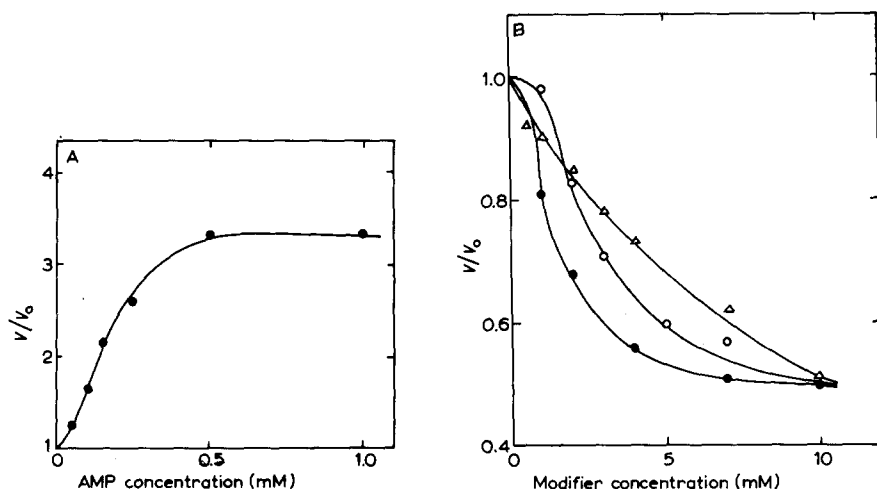 A
4
3
2
1
v/v₀
0
0.5
1.0
AMP concentration (mM)
B
1.0
0.8
0.6
0.4
v/v₀
0
5
10
Modifier concentration (mM)